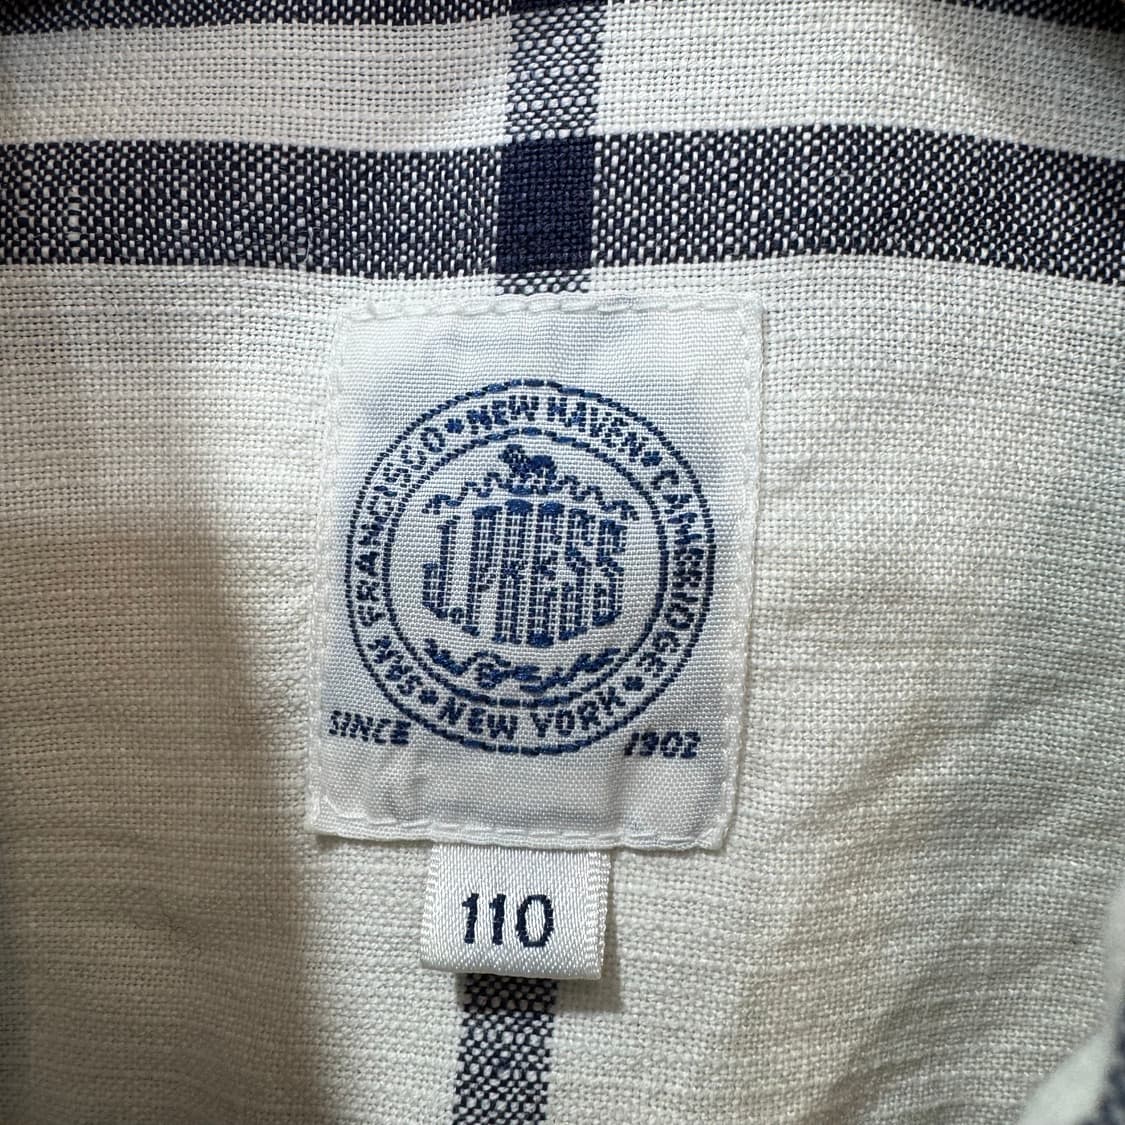 NEW HAVEN • CAMBRIDGE • NEW YORK • SAN FRANCISCO •
J.PRESS
SINCE 1902
110